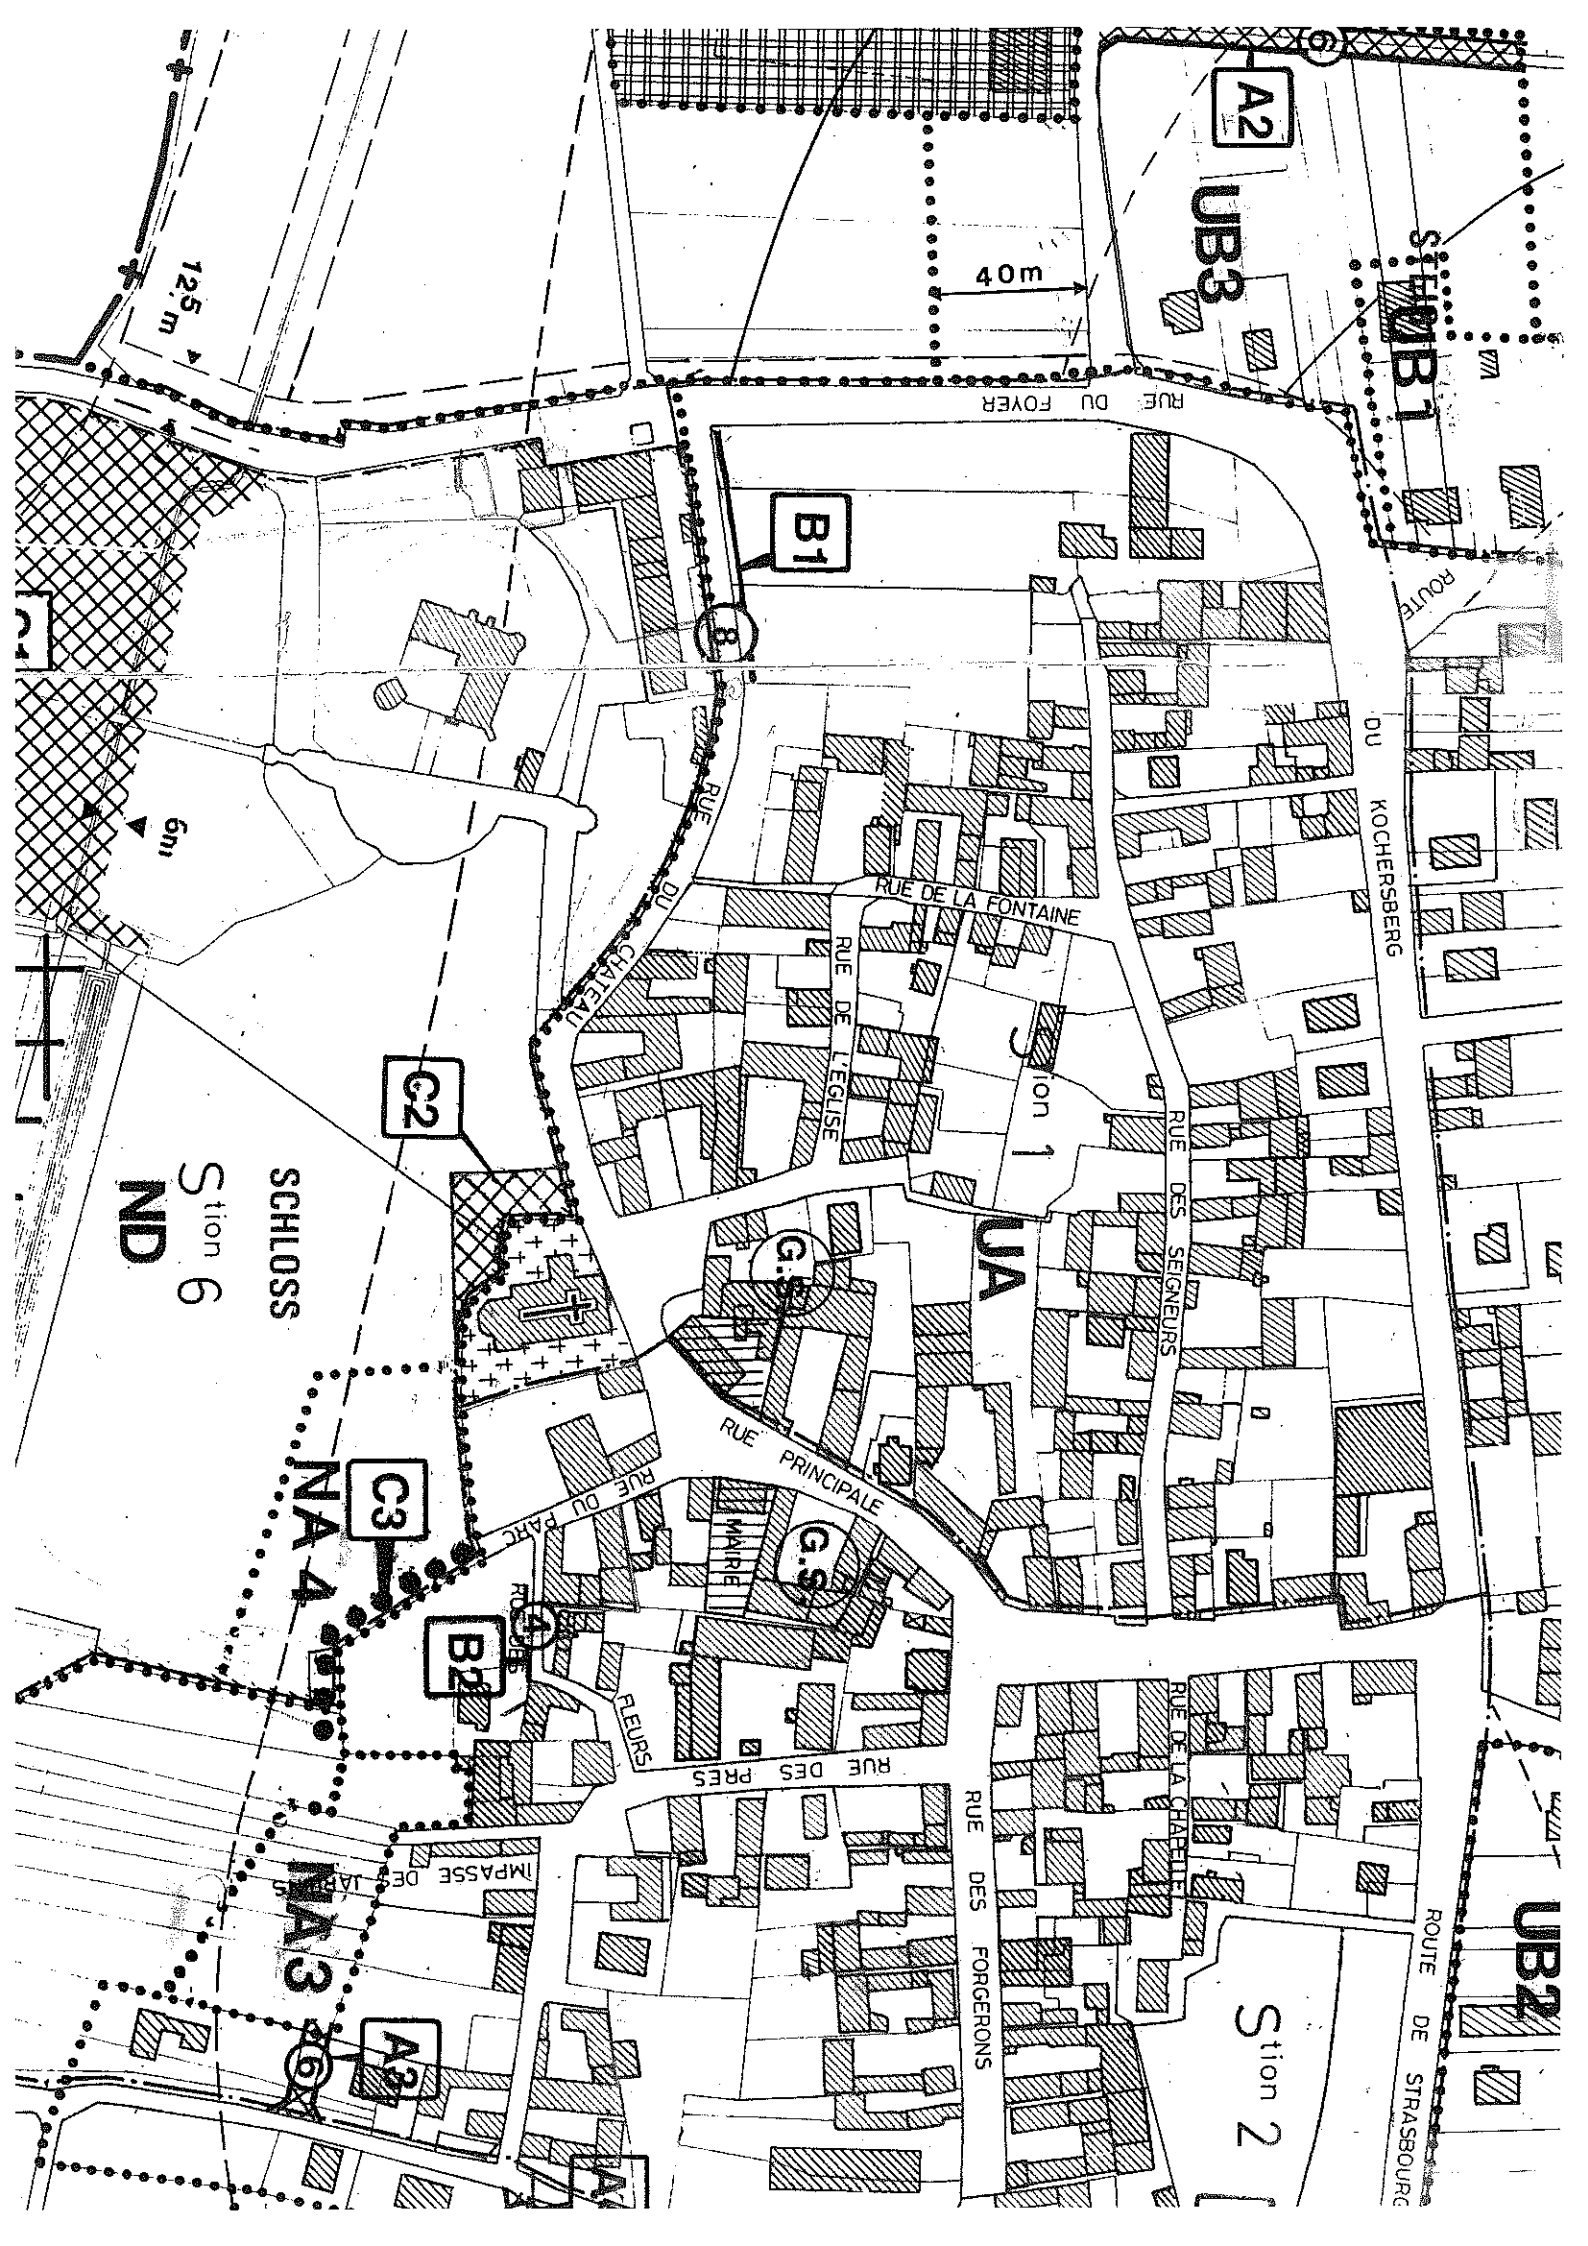 6
A2
UB3
UB1
40m
125 m
RUE DU FOYER
B1
8
ROUTE
DU KOCHERSBERG
6m
RUE DU CHATEAU
RUE DE LA FONTAINE
RUE DE L'EGLISE
Stion 1
C2
RUE DES SEIGNEURS
UA
SCHLOSS
Stion 6
ND
G.S.
RUE PRINCIPALE
C3
NA 4
RUE DU PARC
MAIRIE
G.S.
4
B2
FLEURS
RUE DES PRES
RUE DE LA CHAPELLE
RUE DES FORGERONS
IMPASSE DES JARDINS
NA 3
UB2
ROUTE DE STRASBOURG
Stion 2
A3
6